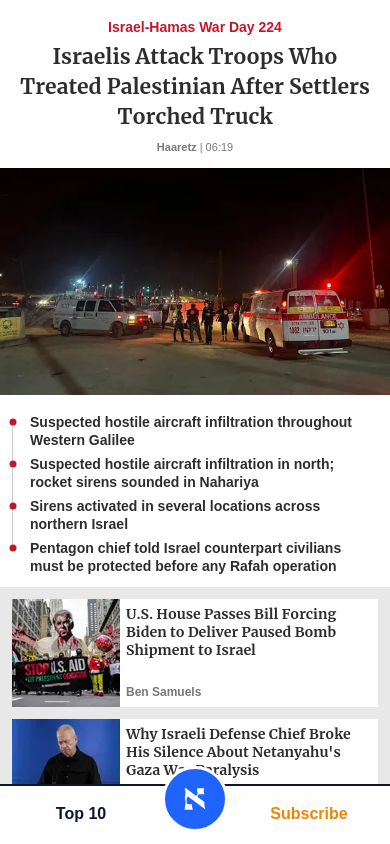 Israel-Hamas War Day 224
Israelis Attack Troops Who
Treated Palestinian After Settlers
Torched Truck
Haaretz | 06:19
AMBULANCE
Suspected hostile aircraft infiltration throughout
Western Galilee
Suspected hostile aircraft infiltration in north;
rocket sirens sounded in Nahariya
Sirens activated in several locations across
northern Israel
Pentagon chief told Israel counterpart civilians
must be protected before any Rafah operation
U.S. House Passes Bill Forcing
Biden to Deliver Paused Bomb
Shipment to Israel
STOP U.S. AID
Ben Samuels
Why Israeli Defense Chief Broke
His Silence About Netanyahu's
Gaza War Paralysis
Top 10
Subscribe